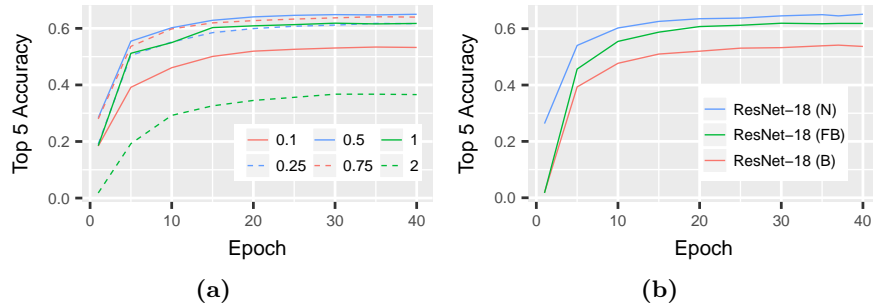 Top 5 Accuracy
0.6
0.4
0.2
0.0
0.1 0.5 1
0.25 0.75 2
0 10 20 30 40
Epoch
(a)
Top 5 Accuracy
0.6
0.4
0.2
0.0
ResNet−18 (N)
ResNet−18 (FB)
ResNet−18 (B)
0 10 20 30 40
Epoch
(b)